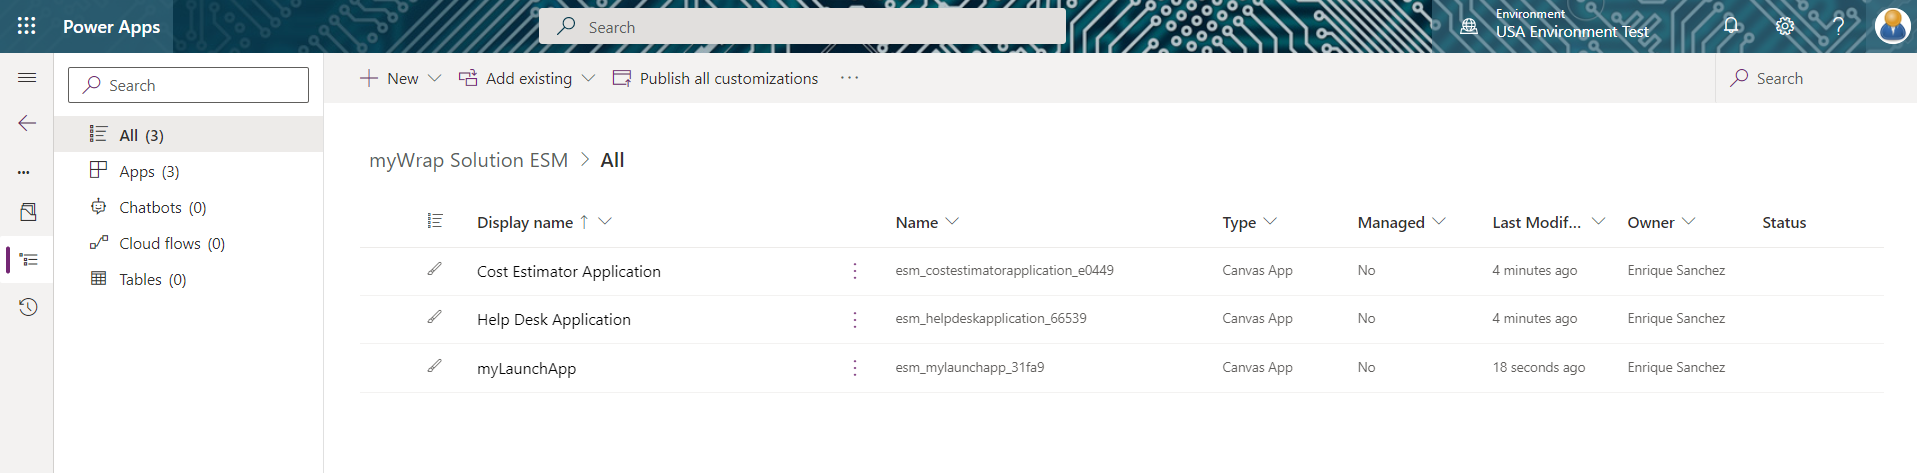 Power Apps
Search
Environment
USA Environment Test
?
Search
All (3)
Apps (3)
Chatbots (0)
Cloud flows (0)
Tables (0)
New
Add existing
Publish all customizations
...
Search
myWrap Solution ESM > All
Display name ↑ Name Type Managed Last Modif... Owner Status
Cost Estimator Application esm_costestimatorapplication_e0449 Canvas App No 4 minutes ago Enrique Sanchez
Help Desk Application esm_helpdeskapplication_66539 Canvas App No 4 minutes ago Enrique Sanchez
myLaunchApp esm_mylaunchapp_31fa9 Canvas App No 18 seconds ago Enrique Sanchez